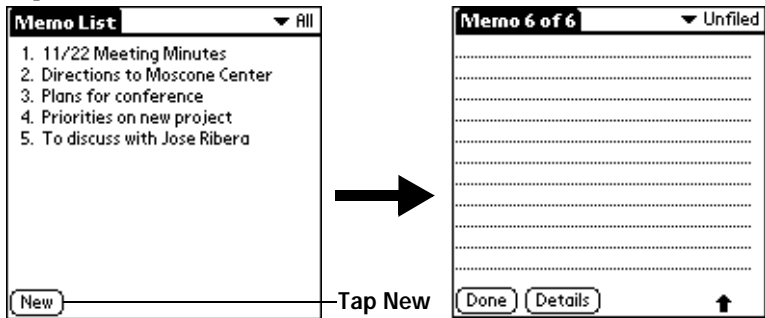 Memo List
All
1. 11/22 Meeting Minutes
2. Directions to Moscone Center
3. Plans for conference
4. Priorities on new project
5. To discuss with Jose Ribera
New
Tap New
Memo 6 of 6
Unfiled
Done Details